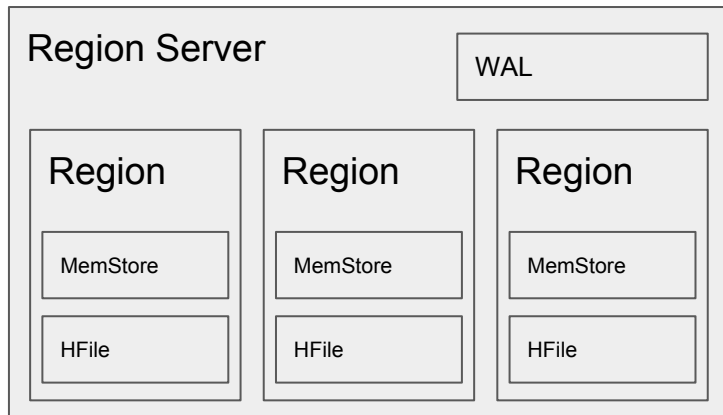 Region Server
WAL
Region
MemStore
HFile
Region
MemStore
HFile
Region
MemStore
HFile